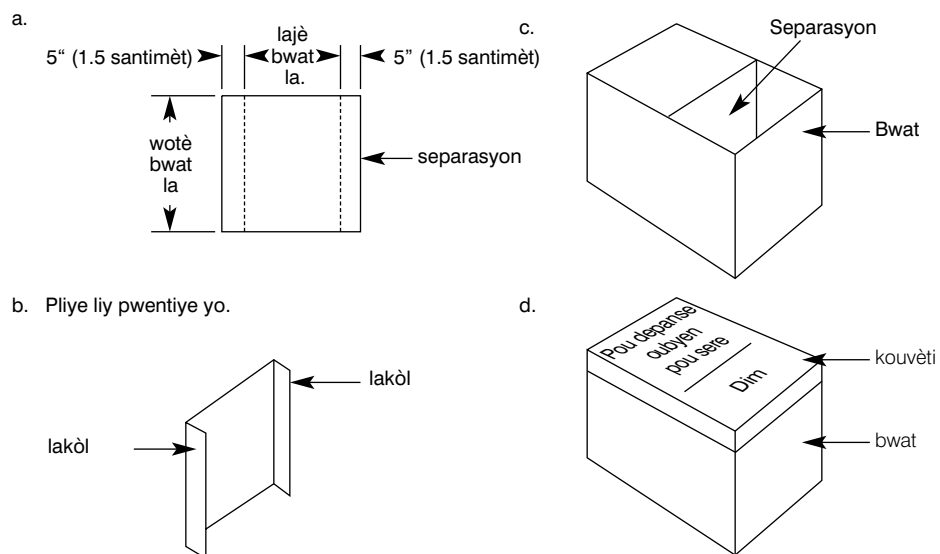 a.
5“ (1.5 santimèt)
lajè
bwat
la.
5” (1.5 santimèt)
wotè
bwat
la
separasyon
b. Pliye liy pwentiye yo.
lakòl
lakòl
c.
Separasyon
Bwat
d.
Pou depanse
oubyen
pou sere
Dim
kouvèti
bwat